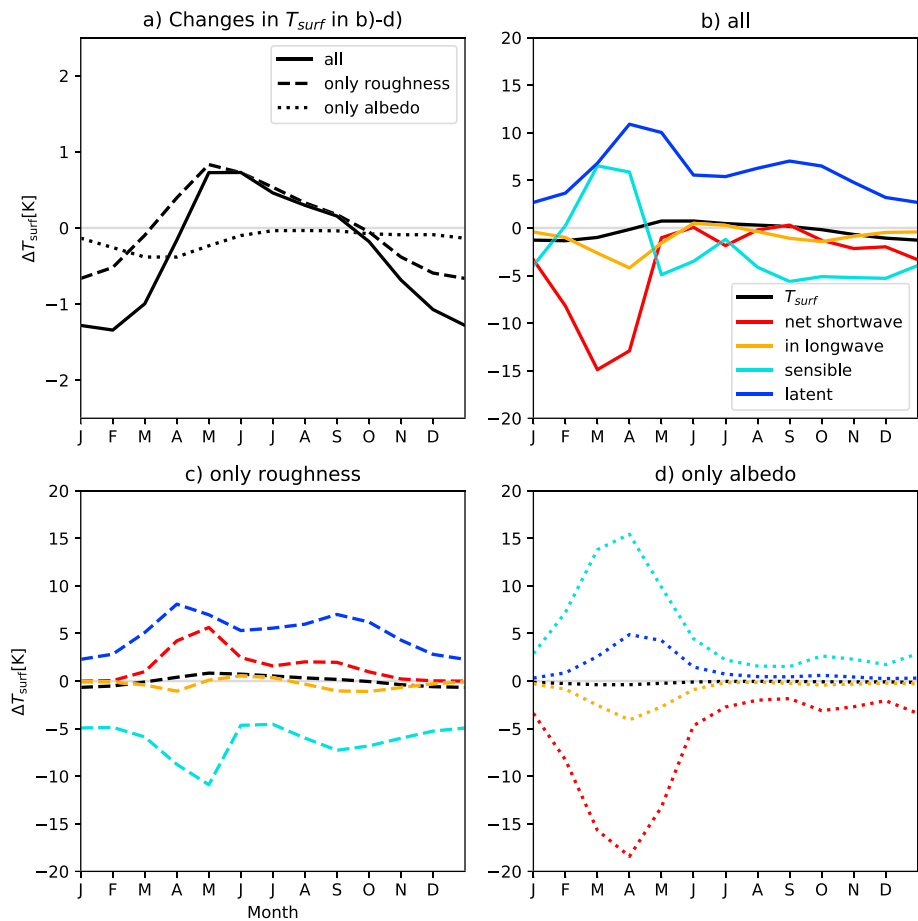 a) Changes in T_surf in b)-d)
2
1
0
−1
−2
ΔT_surf[K]
all
only roughness
only albedo
J F M A M J J A S O N D
b) all
20
15
10
5
0
−5
−10
−15
−20
T_surf
net shortwave
in longwave
sensible
latent
J F M A M J J A S O N D
c) only roughness
20
15
10
5
0
−5
−10
−15
−20
ΔT_surf[K]
J F M A M J J A S O N D
Month
d) only albedo
20
15
10
5
0
−5
−10
−15
−20
J F M A M J J A S O N D